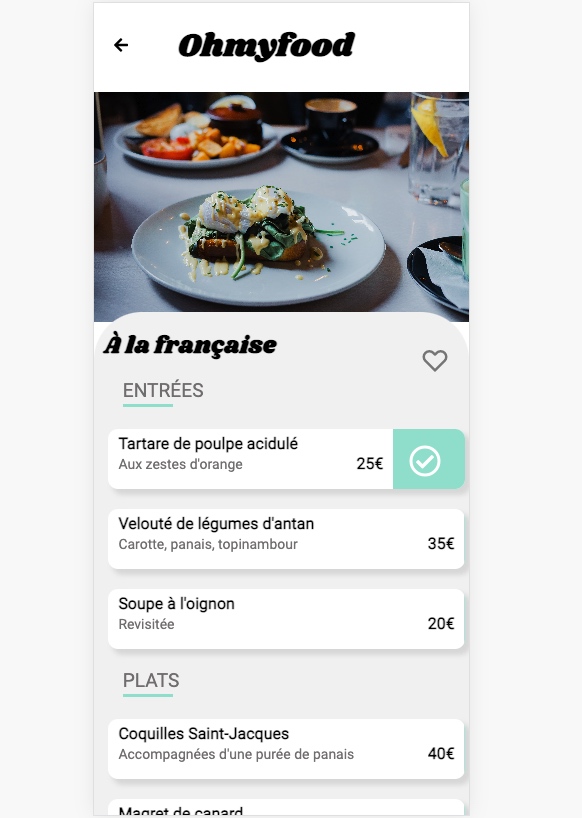 Ohmyfood
À la française
ENTRÉES
Tartare de poulpe acidulé
Aux zestes d'orange
25€
Velouté de légumes d'antan
Carotte, panais, topinambour
35€
Soupe à l'oignon
Revisitée
20€
PLATS
Coquilles Saint-Jacques
Accompagnées d'une purée de panais
40€
Magret de canard